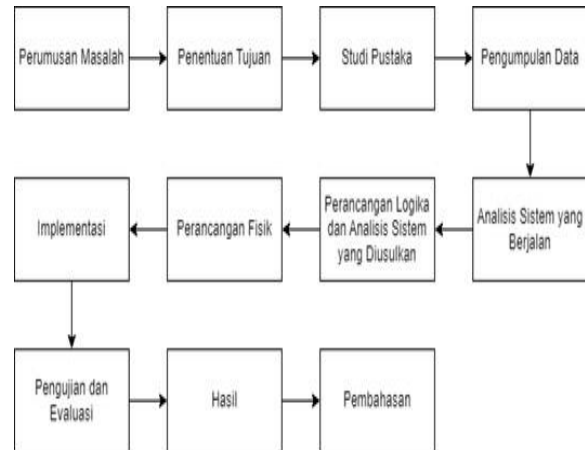 Perumusan Masalah
Penentuan Tujuan
Studi Pustaka
Pengumpulan Data
Analisis Sistem yang
Berjalan
Perancangan Logika
dan Analisis Sistem
yang Diusulkan
Perancangan Fisik
Implementasi
Pengujian dan
Evaluasi
Hasil
Pembahasan